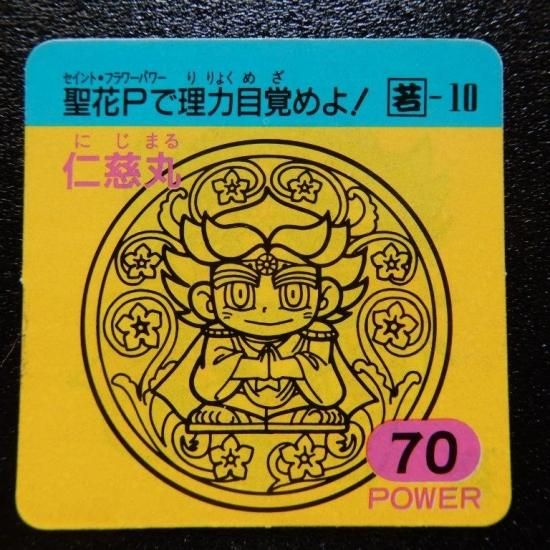 セイント・フラワーパワー りりょくめざ
聖花Pで理力目覚めよ! 若-10
にじまる
仁慈丸
70
POWER